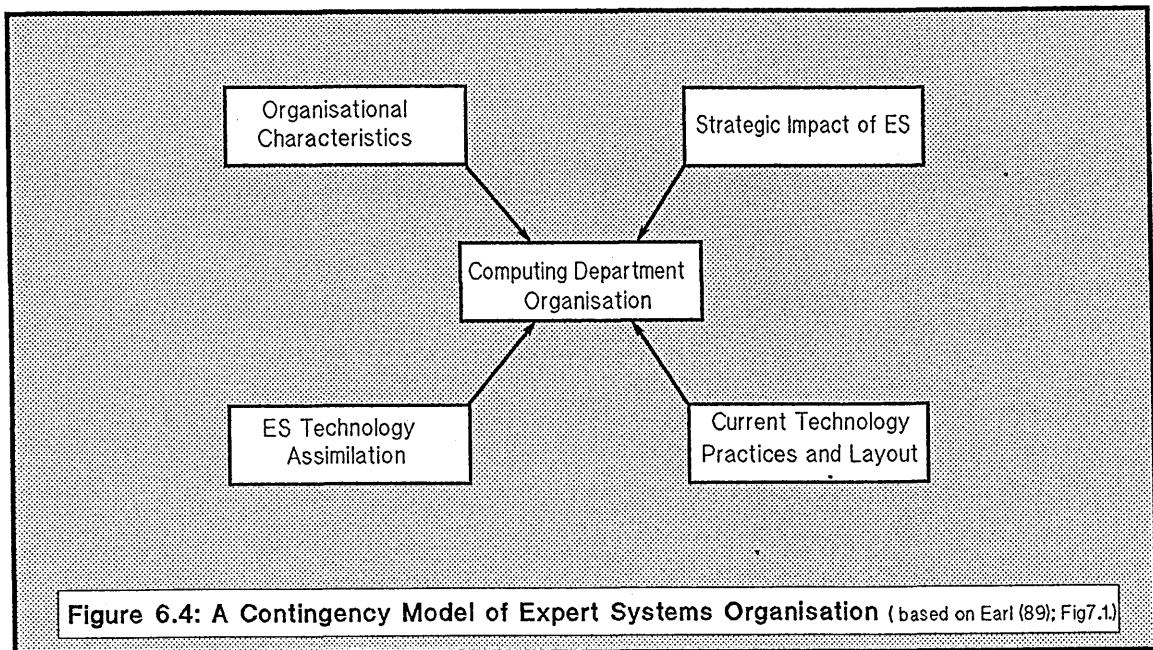 Organisational
Characteristics
Strategic Impact of ES
Computing Department
Organisation
ES Technology
Assimilation
Current Technology
Practices and Layout
Figure 6.4: A Contingency Model of Expert Systems Organisation ( based on Earl (89); Fig7.1.)